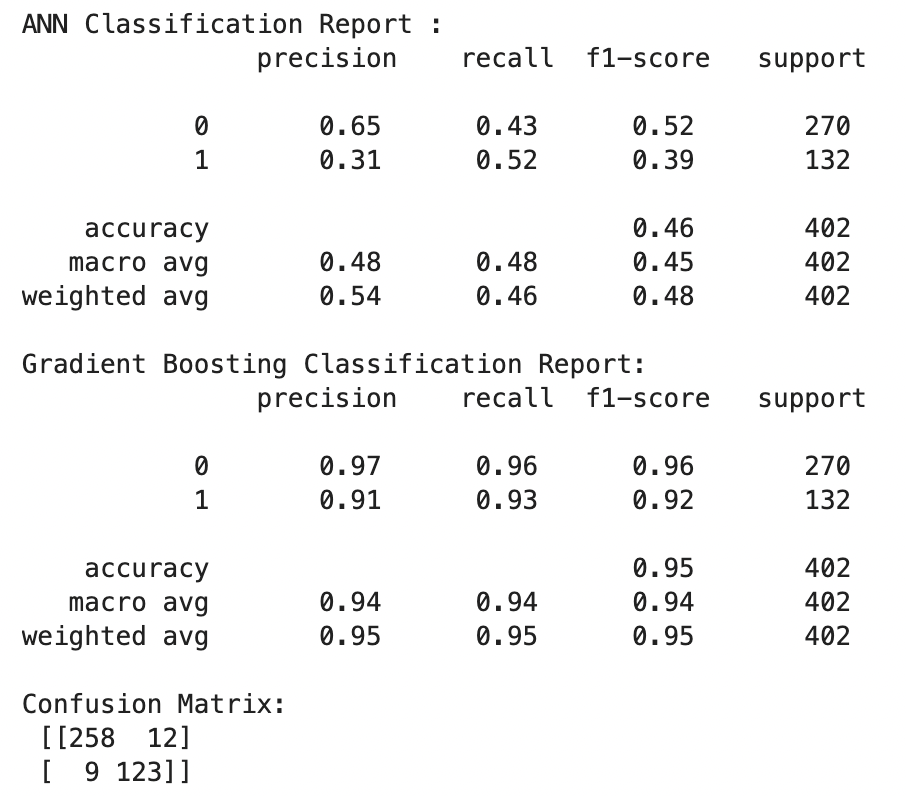 ANN Classification Report :
precision recall f1-score support
0 0.65 0.43 0.52 270
1 0.31 0.52 0.39 132
accuracy 0.46 402
macro avg 0.48 0.48 0.45 402
weighted avg 0.54 0.46 0.48 402
Gradient Boosting Classification Report:
precision recall f1-score support
0 0.97 0.96 0.96 270
1 0.91 0.93 0.92 132
accuracy 0.95 402
macro avg 0.94 0.94 0.94 402
weighted avg 0.95 0.95 0.95 402
Confusion Matrix:
[[258 12]
[ 9 123]]